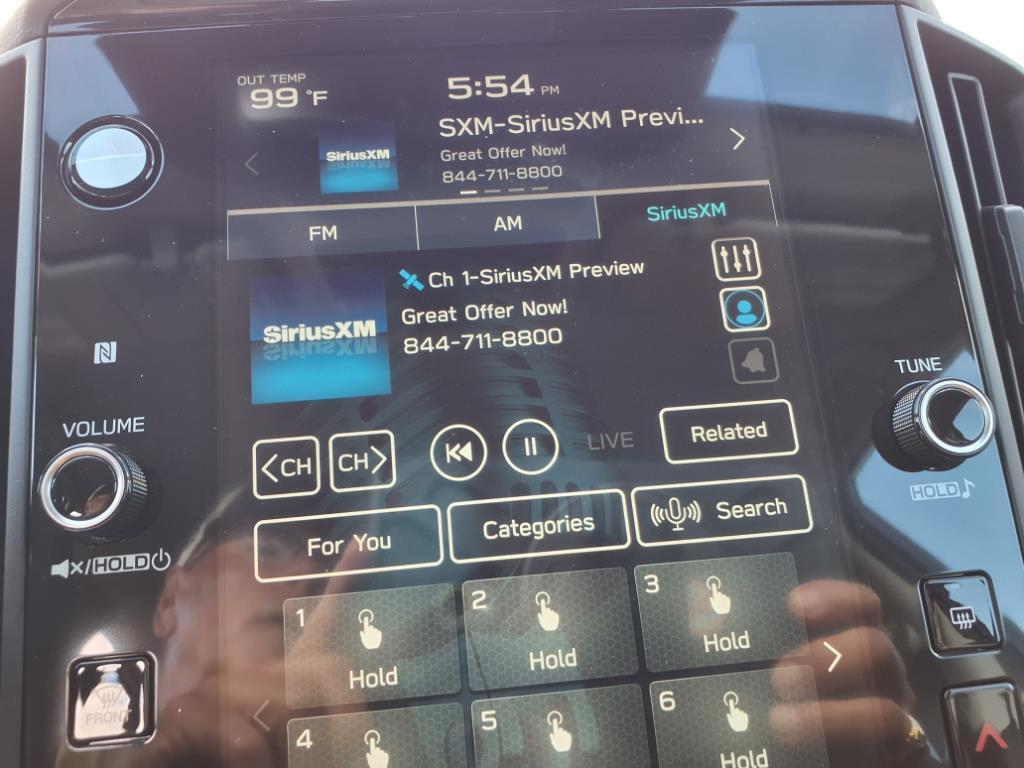 OUT TEMP
99 °F
5:54 PM
SXM-SiriusXM Previ...
SiriusXM
Great Offer Now!
844-711-8800
FM
AM
SiriusXM
Ch 1-SiriusXM Preview
SiriusXM
Great Offer Now!
844-711-8800
VOLUME
TUNE
<CH
CH>
LIVE
Related
HOLD♪
For You
Categories
Search
×/HOLD
1
Hold
2
Hold
3
Hold
FRONT
4
5
6
Hold